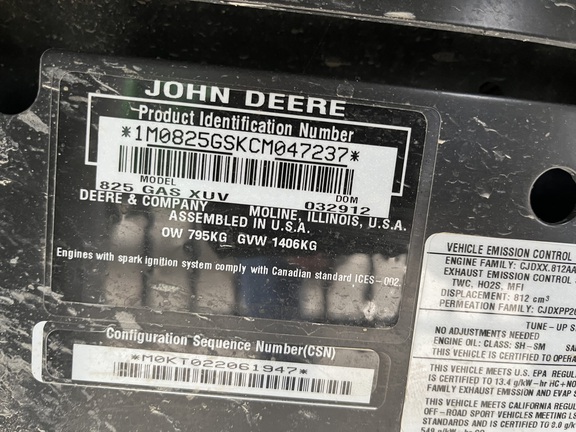 JOHN DEERE
Product Identification Number
*1M0825GSKCM047237*
MODEL
825 GAS XUV
DOM
032912
DEERE & COMPANY MOLINE, ILLINOIS, U.S.A.
ASSEMBLED IN U.S.A.
OW 795KG GVW 1406KG
Engines with spark ignition system comply with Canadian standard ICES-002.
Configuration Sequence Number(CSN)
*M0KT022061947*
VEHICLE EMISSION CONTROL
ENGINE FAMILY: CJDXX.812AA
EXHAUST EMISSION CONTROL
TWC, HO2S, MFI
DISPLACEMENT: 812 cm³
PERMEATION FAMILY: CJDXPP20
TUNE-UP S
NO ADJUSTMENTS NEEDED
ENGINE OIL: CLASS: SH-SM SA
THIS VEHICLE IS CERTIFIED TO OPERA
THIS VEHICLE MEETS U.S. EPA REGUL
STANDARDS AND IS CERTIFIED TO
13.4 g/kW-hr HC+NO
FAMILY EXHAUST EMISSION AND EVAP S
THIS VEHICLE MEETS CALIFORNIA REGUL
OFF-ROAD SPORT VEHICLES MEETING LS
STANDARDS AND IS CERTIFIED TO